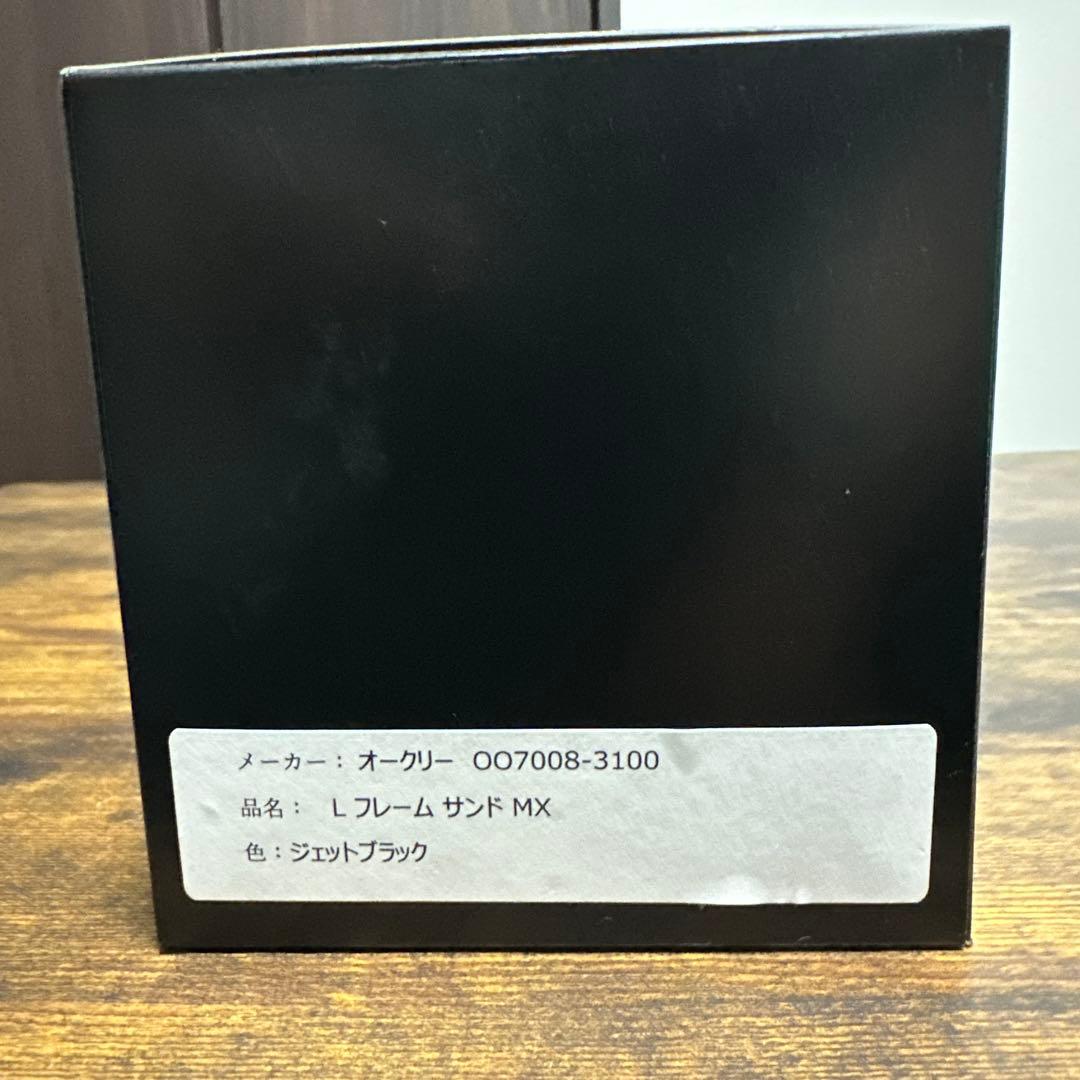 メーカー： オークリー OO7008-3100
品名： L フレーム サンド MX
色：ジェットブラック